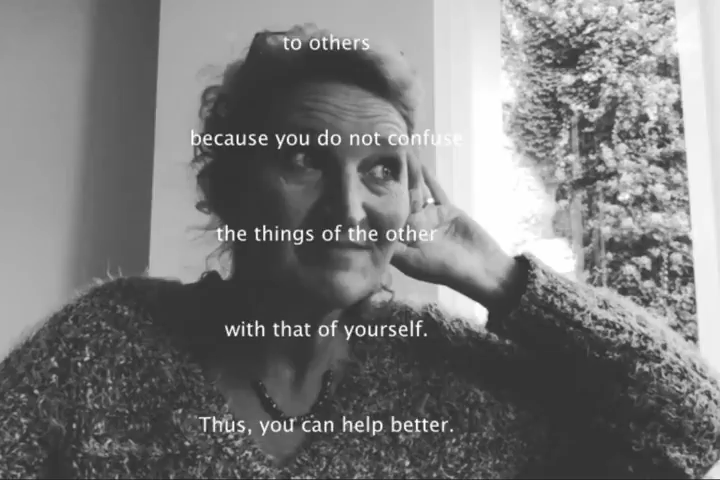 to others
because you do not confuse
the things of the other
with that of yourself.
Thus, you can help better.